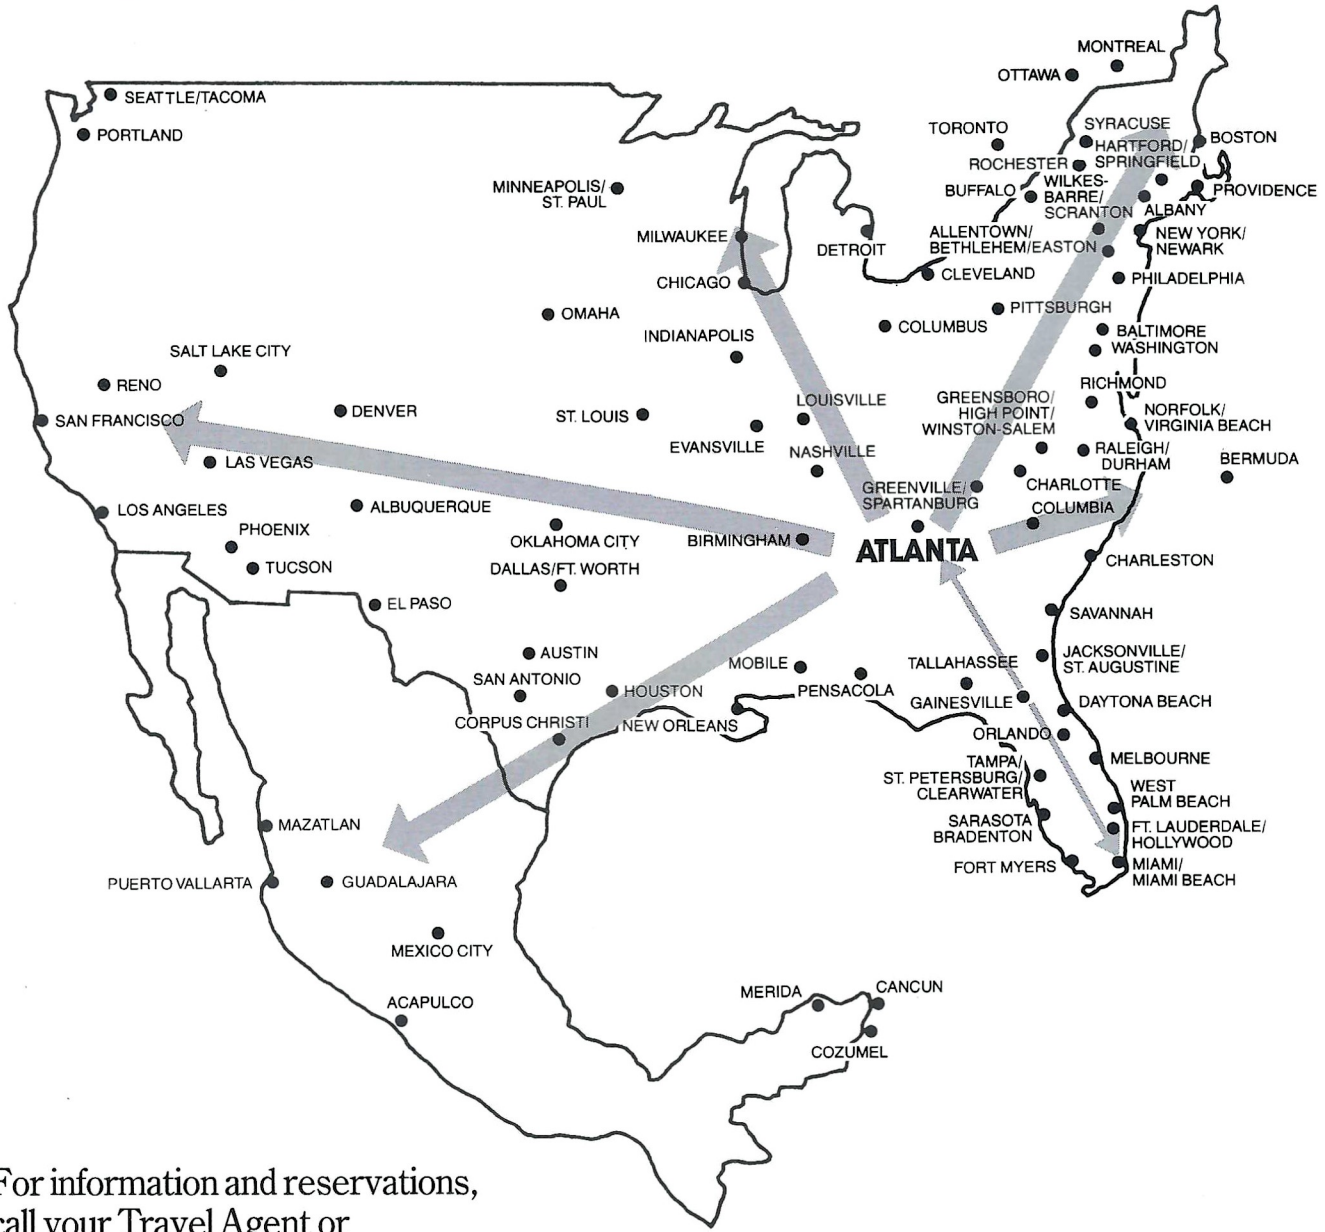 MONTREAL
OTTAWA
SEATTLE/TACOMA
PORTLAND
TORONTO
SYRACUSE
BOSTON
HARTFORD/
SPRINGFIELD
ROCHESTER
MINNEAPOLIS/
ST. PAUL
BUFFALO
WILKES-
BARRE/
SCRANTON
PROVIDENCE
ALBANY
MILWAUKEE
DETROIT
ALLENTOWN/
BETHLEHEM/EASTON
NEW YORK/
NEWARK
CHICAGO
CLEVELAND
PHILADELPHIA
OMAHA
PITTSBURGH
COLUMBUS
INDIANAPOLIS
BALTIMORE
WASHINGTON
SALT LAKE CITY
RENO
RICHMOND
SAN FRANCISCO
DENVER
ST. LOUIS
LOUISVILLE
GREENSBORO/
HIGH POINT/
WINSTON-SALEM
NORFOLK/
VIRGINIA BEACH
EVANSVILLE
NASHVILLE
RALEIGH/
DURHAM
BERMUDA
LAS VEGAS
CHARLOTTE
GREENVILLE/
SPARTANBURG
LOS ANGELES
ALBUQUERQUE
COLUMBIA
PHOENIX
OKLAHOMA CITY
BIRMINGHAM
ATLANTA
TUCSON
DALLAS/FT. WORTH
CHARLESTON
EL PASO
SAVANNAH
AUSTIN
SAN ANTONIO
HOUSTON
MOBILE
PENSACOLA
TALLAHASSEE
JACKSONVILLE/
ST. AUGUSTINE
GAINESVILLE
DAYTONA BEACH
CORPUS CHRISTI
NEW ORLEANS
ORLANDO
MELBOURNE
TAMPA/
ST. PETERSBURG/
CLEARWATER
WEST
PALM BEACH
MAZATLAN
SARASOTA
BRADENTON
FT. LAUDERDALE/
HOLLYWOOD
FORT MYERS
MIAMI/
MIAMI BEACH
PUERTO VALLARTA
GUADALAJARA
MEXICO CITY
MERIDA
CANCUN
ACAPULCO
COZUMEL
For information and reservations,
call your Travel Agent or